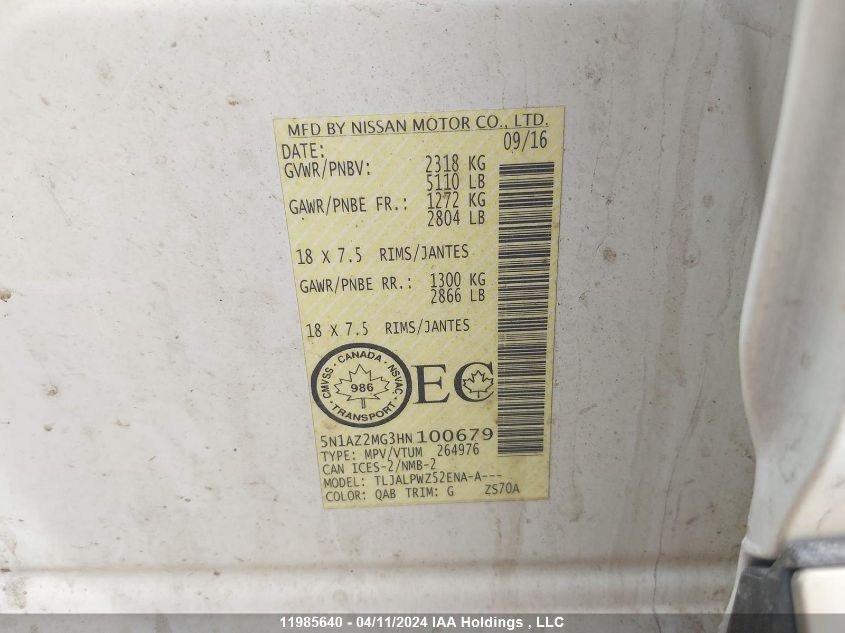 MFD BY NISSAN MOTOR CO., LTD.
DATE: 09/16
GVWR/PNBV: 2318 KG
5110 LB
GAWR/PNBE FR.: 1272 KG
2804 LB
18 X 7.5 RIMS/JANTES
GAWR/PNBE RR.: 1300 KG
2866 LB
18 X 7.5 RIMS/JANTES
CMVSS · CANADA · NSVAC
986
· TRANSPORT ·
EC
5N1AZ2MG3HN100679
TYPE: MPV/VTUM 264976
CAN ICES-2/NMB-2
MODEL: TLJALPWZ52ENA-A---
COLOR: QAB TRIM: G ZS70A
11985640 - 04/11/2024 IAA Holdings , LLC